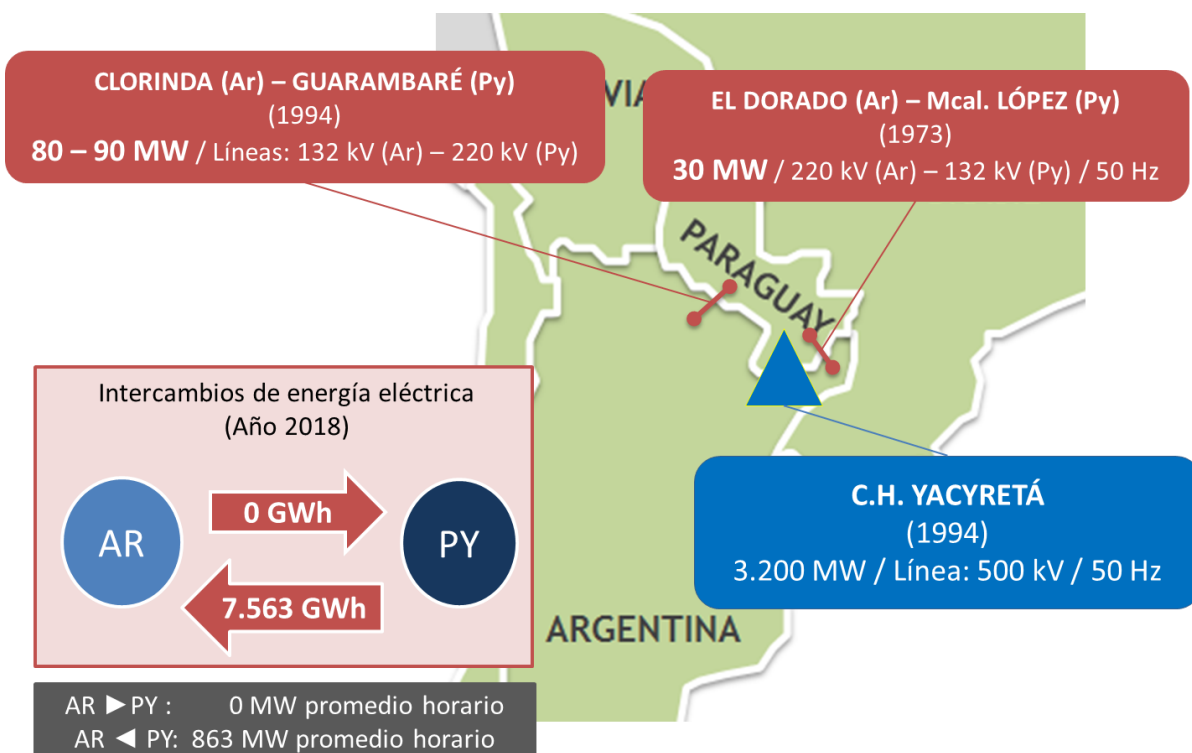 CLORINDA (Ar) – GUARAMBARÉ (Py)
(1994)
80 – 90 MW / Líneas: 132 kV (Ar) – 220 kV (Py)
VIA
EL DORADO (Ar) – Mcal. LÓPEZ (Py)
(1973)
30 MW / 220 kV (Ar) – 132 kV (Py) / 50 Hz
PARAGUAY
Intercambios de energía eléctrica
(Año 2018)
AR
0 GWh
PY
7.563 GWh
C.H. YACYRETÁ
(1994)
3.200 MW / Línea: 500 kV / 50 Hz
ARGENTINA
AR ► PY : 0 MW promedio horario
AR ◄ PY: 863 MW promedio horario